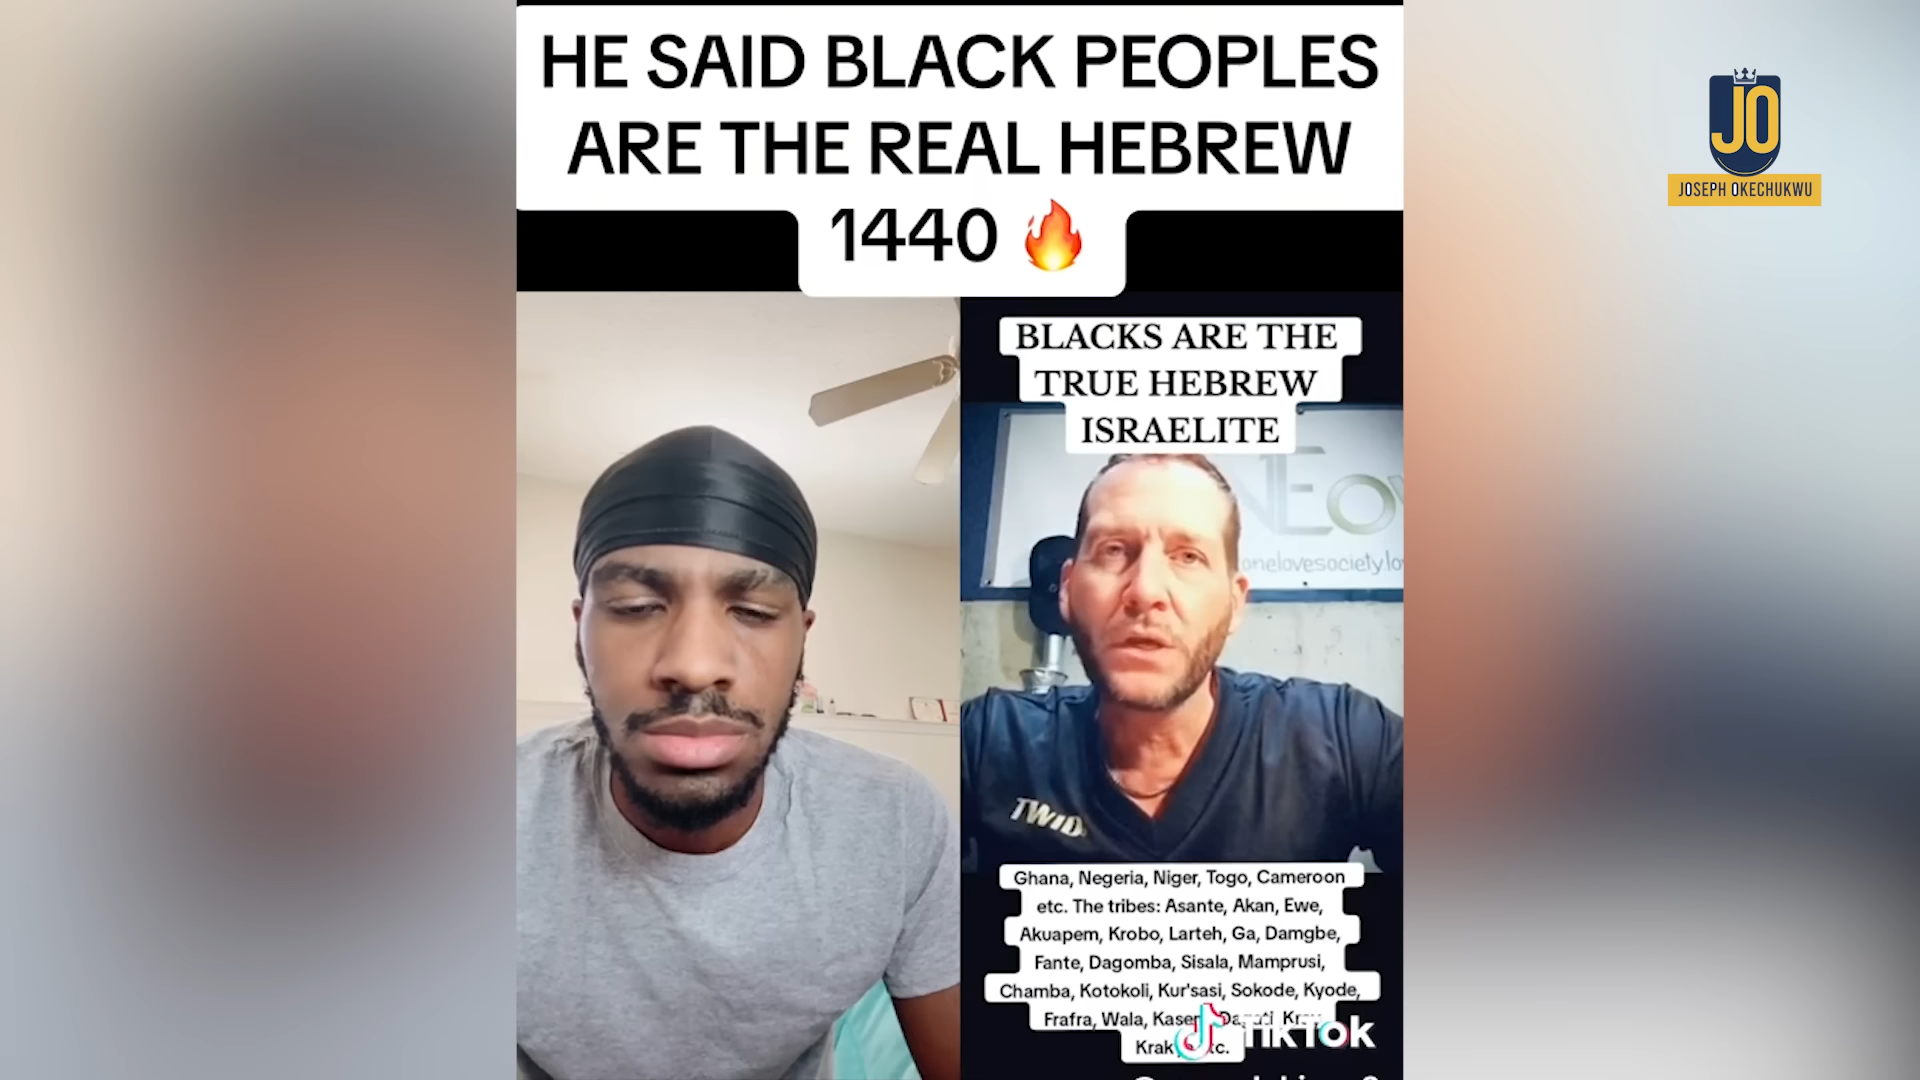 HE SAID BLACK PEOPLES
ARE THE REAL HEBREW
1440 🔥
JO
JOSEPH OKECHUKWU
BLACKS ARE THE
TRUE HEBREW
ISRAELITE
onelovesociety.lo
TWID
Ghana, Negeria, Niger, Togo, Cameroon
etc. The tribes: Asante, Akan, Ewe,
Akuapem, Krobo, Larteh, Ga, Damgbe,
Fante, Dagomba, Sisala, Mamprusi,
Chamba, Kotokoli, Kur'sasi, Sokode, Kyode,
Frafra, Wala,
TikTok